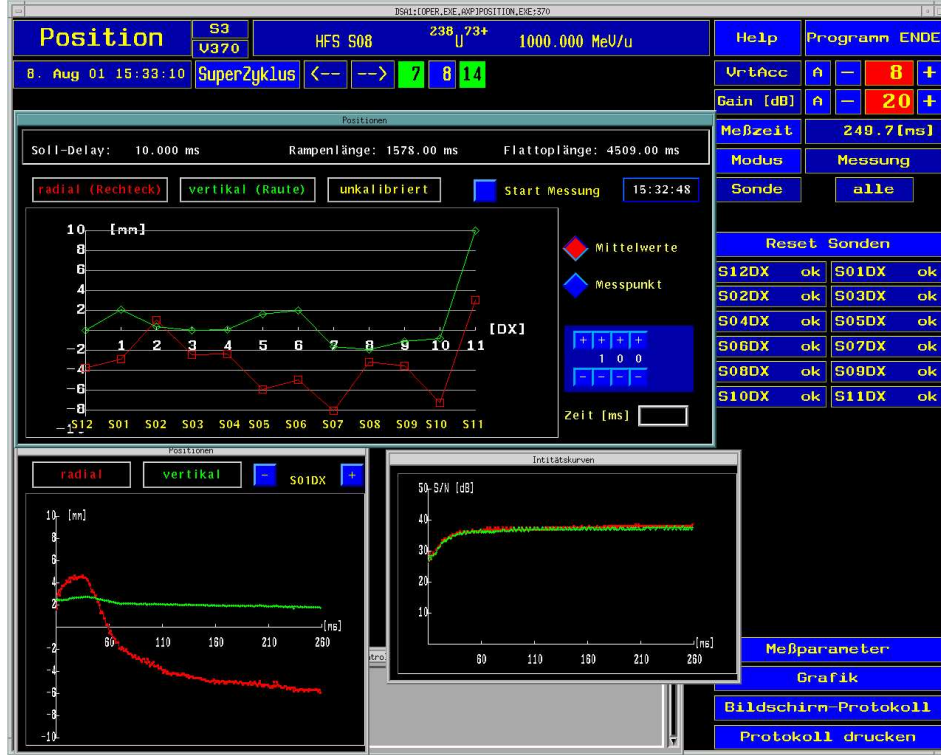 DSA1:[OPER.EXE.AXP]POSITION.EXE;370
Position
S3
V370
HFS S08
238U73+
1000.000 MeV/u
Help
Programm ENDE
8. Aug 01 15:33:10
SuperZyklus
<--
-->
7
8
14
VrtAcc
A
−
8
+
Gain [dB]
A
−
20
+
Meßzeit
249.7[ms]
Modus
Messung
Sonde
alle
Reset Sonden
S12DX ok
S01DX ok
S02DX ok
S03DX ok
S04DX ok
S05DX ok
S06DX ok
S07DX ok
S08DX ok
S09DX ok
S10DX ok
S11DX ok
Meßparameter
Grafik
Bildschirm-Protokoll
Protokoll drucken
Positionen
Soll-Delay: 10.000 ms
Rampenlänge: 1578.00 ms
Flattoplänge: 4509.00 ms
radial (Rechteck)
vertikal (Raute)
unkalibriert
Start Messung
15:32:48
[mm]
10
8
6
4
2
-2
-4
-6
-8
1 2 3 4 5 6 7 8 9 10 11
[DX]
S12 S01 S02 S03 S04 S05 S06 S07 S08 S09 S10 S11
Mittelwerte
Messpunkt
+ + + +
1 0 0
- - - -
Zeit [ms]
Positionen
radial
vertikal
-
S01DX
+
10
[mm]
8
6
4
2
60 110 160 210 260
[ms]
-2
-4
-6
-8
-10
Intitätskurven
50
S/N [dB]
40
30
20
10
60 110 160 210 260
[ms]